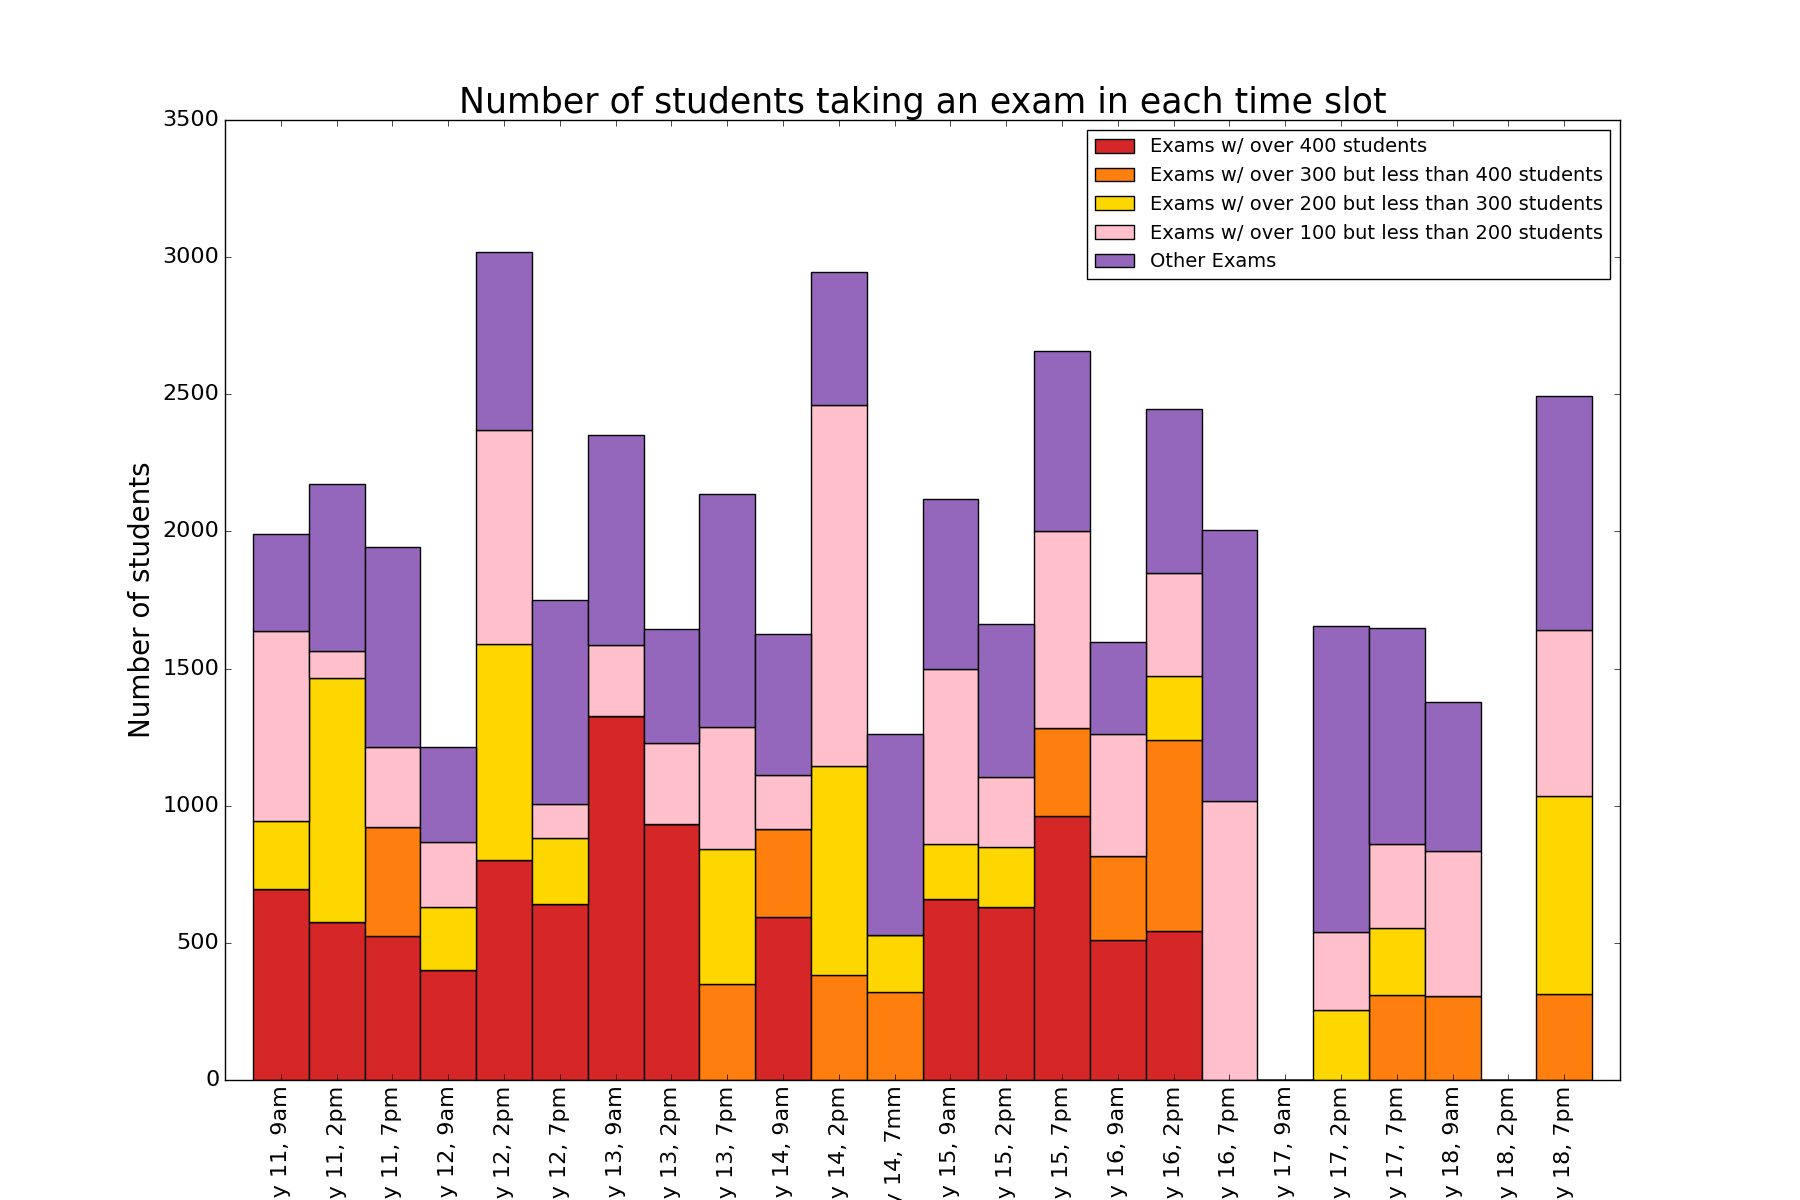 Number of students taking an exam in each time slot
Exams w/ over 400 students
Exams w/ over 300 but less than 400 students
Exams w/ over 200 but less than 300 students
Exams w/ over 100 but less than 200 students
Other Exams
Number of students
3500
3000
2500
2000
1500
1000
500
0
y 11, 9am
y 11, 2pm
y 11, 7pm
y 12, 9am
y 12, 2pm
y 12, 7pm
y 13, 9am
y 13, 2pm
y 13, 7pm
y 14, 9am
y 14, 2pm
y 14, 7mm
y 15, 9am
y 15, 2pm
y 15, 7pm
y 16, 9am
y 16, 2pm
y 16, 7pm
y 17, 9am
y 17, 2pm
y 17, 7pm
y 18, 9am
y 18, 2pm
y 18, 7pm